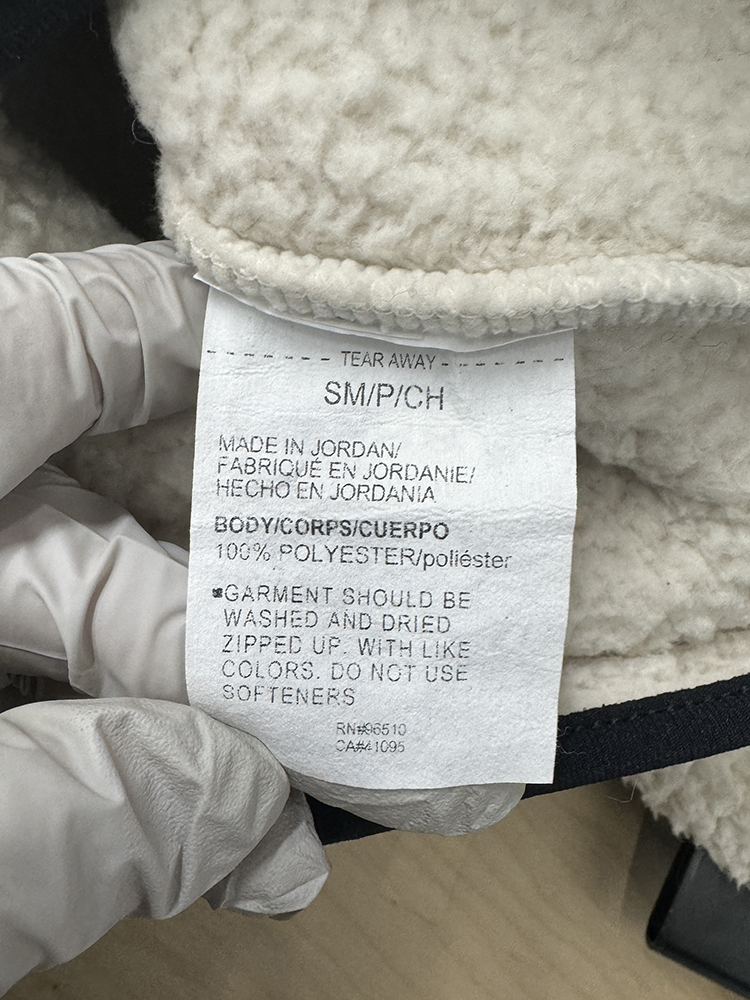 TEAR AWAY
SM/P/CH
MADE IN JORDAN/
FABRIQUÉ EN JORDANIE/
HECHO EN JORDANIA
BODY/CORPS/CUERPO
100% POLYESTER/poliéster
*GARMENT SHOULD BE
WASHED AND DRIED
ZIPPED UP. WITH LIKE
COLORS. DO NOT USE
SOFTENERS
RN#96510
CA#41095